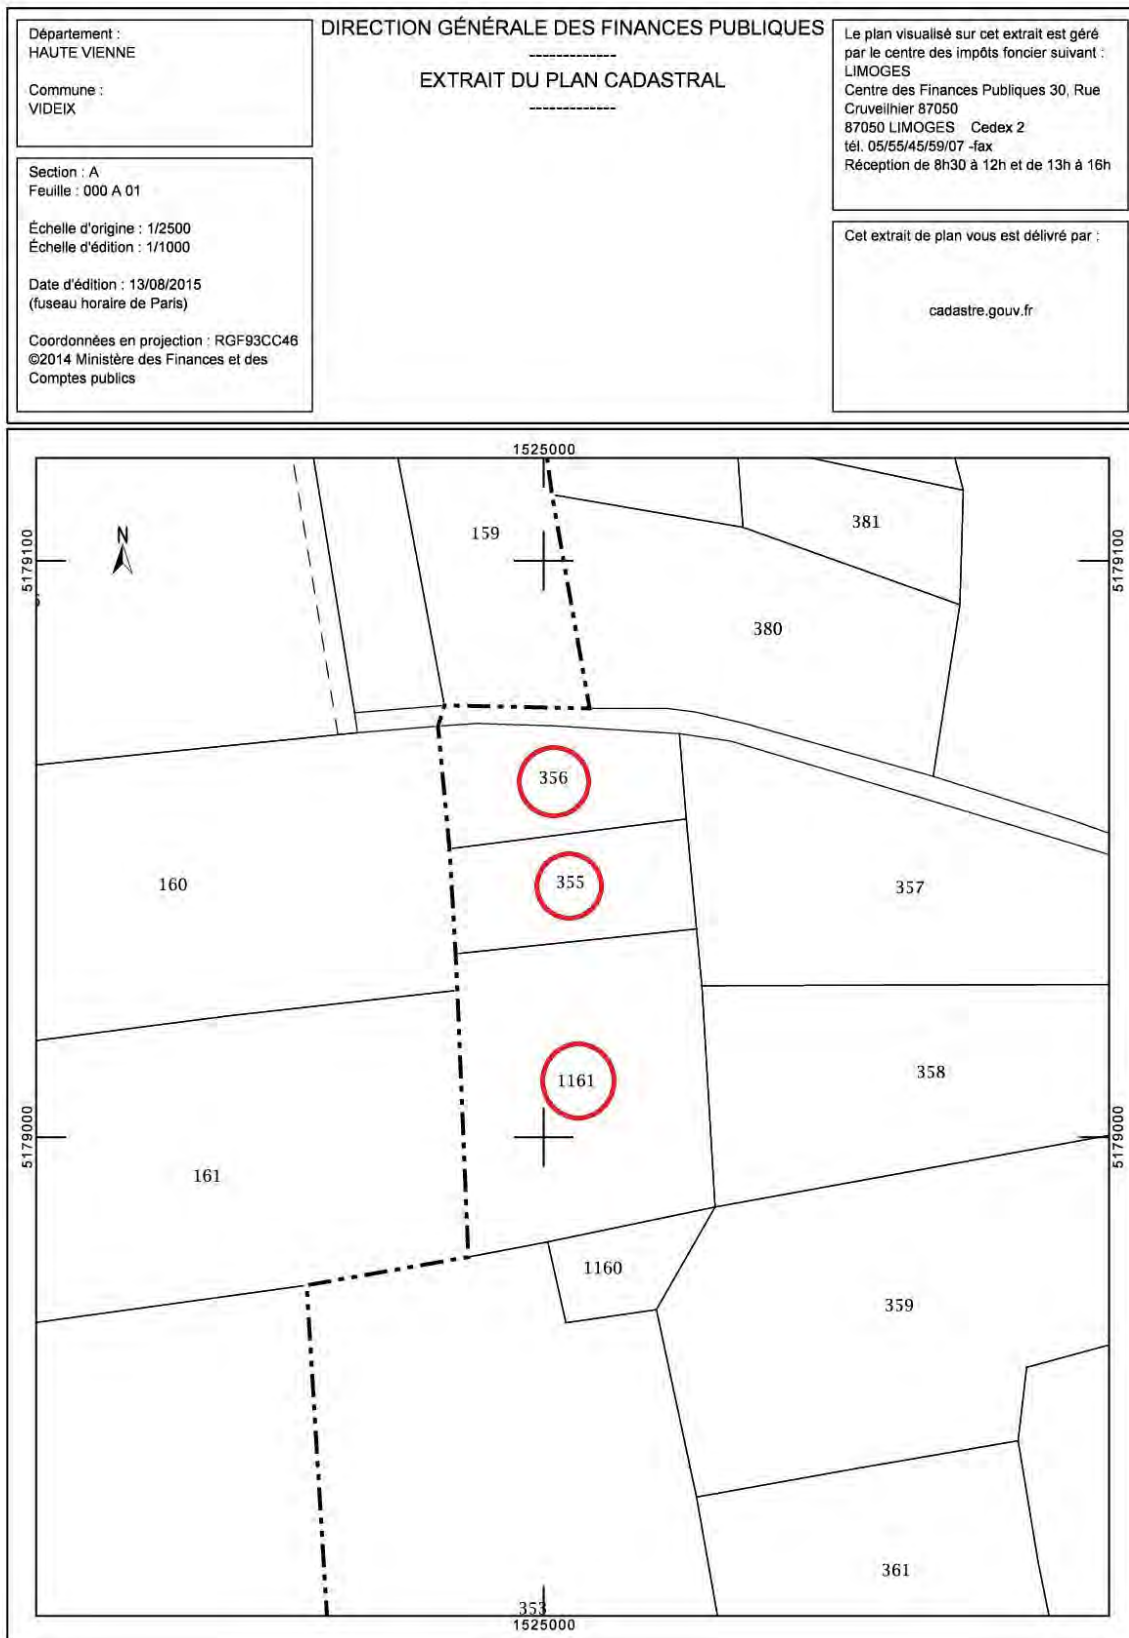 Département :
HAUTE VIENNE
Commune :
VIDEIX
Section : A
Feuille : 000 A 01
Échelle d'origine : 1/2500
Échelle d'édition : 1/1000
Date d'édition : 13/08/2015
(fuseau horaire de Paris)
Coordonnées en projection : RGF93CC46
©2014 Ministère des Finances et des
Comptes publics
DIRECTION GÉNÉRALE DES FINANCES PUBLIQUES
-------------
EXTRAIT DU PLAN CADASTRAL
-------------
Le plan visualisé sur cet extrait est géré
par le centre des impôts foncier suivant :
LIMOGES
Centre des Finances Publiques 30, Rue
Cruveilhier 87050
87050 LIMOGES Cedex 2
tél. 05/55/45/59/07 -fax
Réception de 8h30 à 12h et de 13h à 16h
Cet extrait de plan vous est délivré par :
cadastre.gouv.fr
1525000
N
5179100
159
381
5179100
380
356
355
160
357
1161
358
5179000
5179000
161
1160
359
361
353
1525000